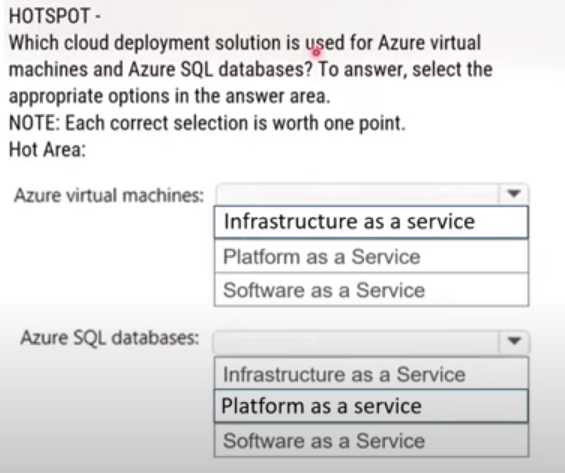 HOTSPOT -
Which cloud deployment solution is used for Azure virtual
machines and Azure SQL databases? To answer, select the
appropriate options in the answer area.
NOTE: Each correct selection is worth one point.
Hot Area:
Azure virtual machines:
Infrastructure as a service
Platform as a Service
Software as a Service
Azure SQL databases:
Infrastructure as a Service
Platform as a service
Software as a Service